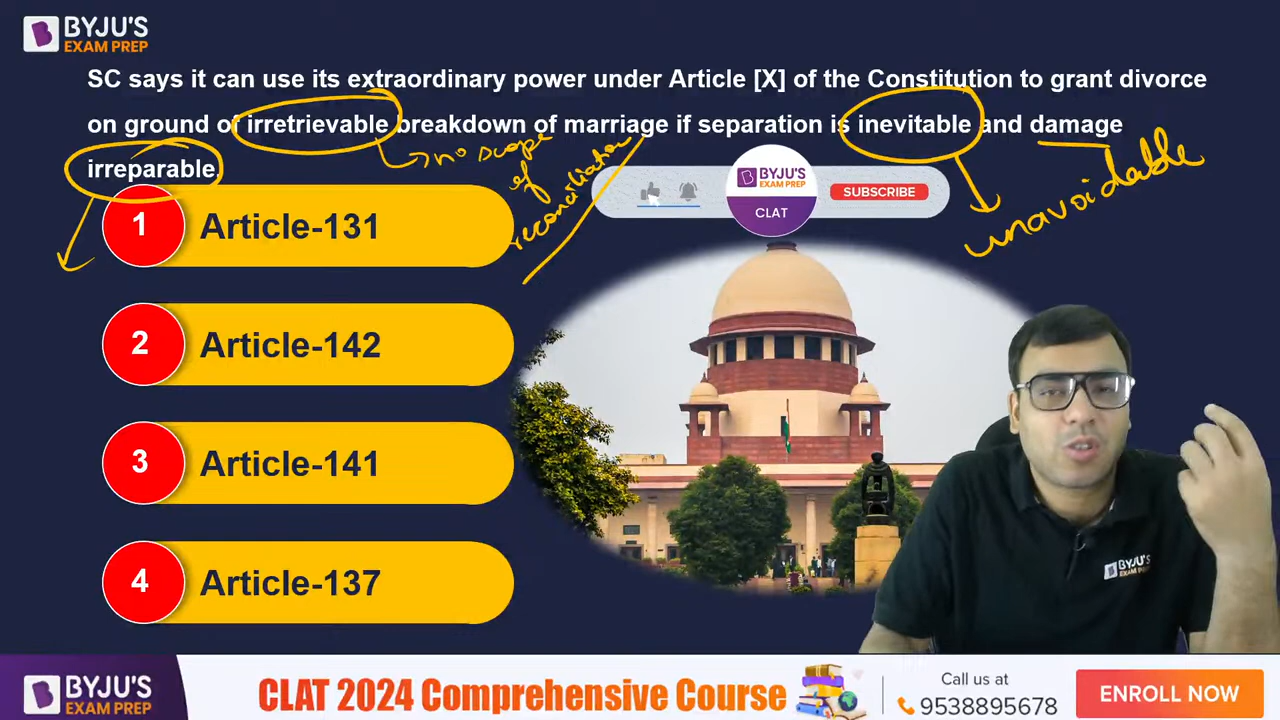 BYJU'S
EXAM PREP
SC says it can use its extraordinary power under Article [X] of the Constitution to grant divorce
on ground of irretrievable breakdown of marriage if separation is inevitable and damage
irreparable.
no scope
of
reconciliation
unavoidable
BYJU'S
EXAM PREP
CLAT
SUBSCRIBE
1 Article-131
2 Article-142
3 Article-141
4 Article-137
BYJU'S
EXAM PREP
BYJU'S
EXAM PREP
CLAT 2024 Comprehensive Course
Call us at
9538895678
ENROLL NOW